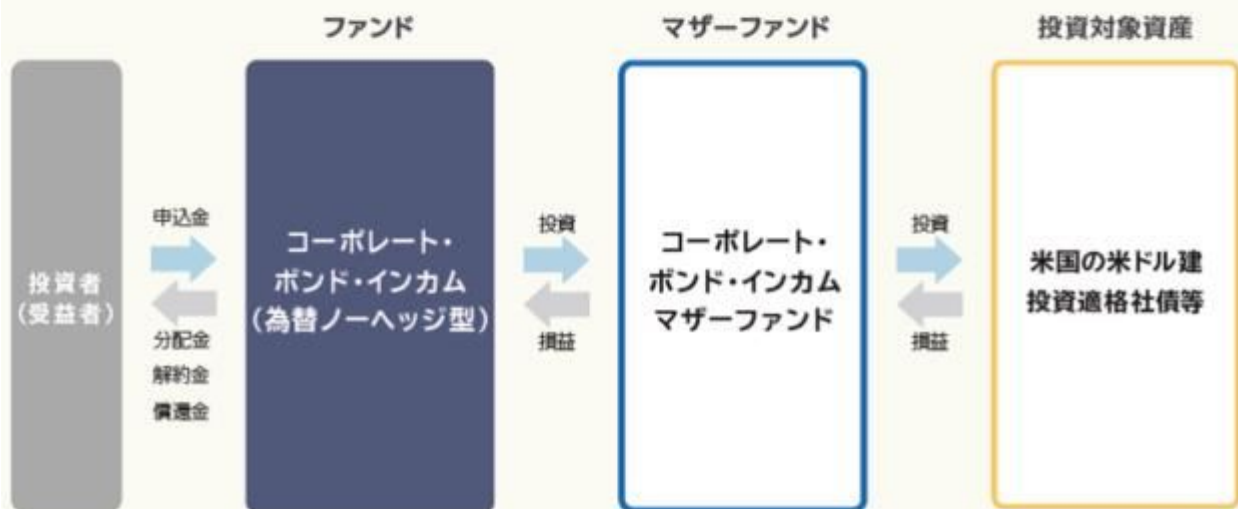 ファンド
マザーファンド
投資対象資産
投資者
(受益者)
申込金
分配金
解約金
償還金
コーポレート・
ボンド・インカム
(為替ノーヘッジ型)
投資
損益
コーポレート・
ボンド・インカム
マザーファンド
投資
損益
米国の米ドル建
投資適格社債等